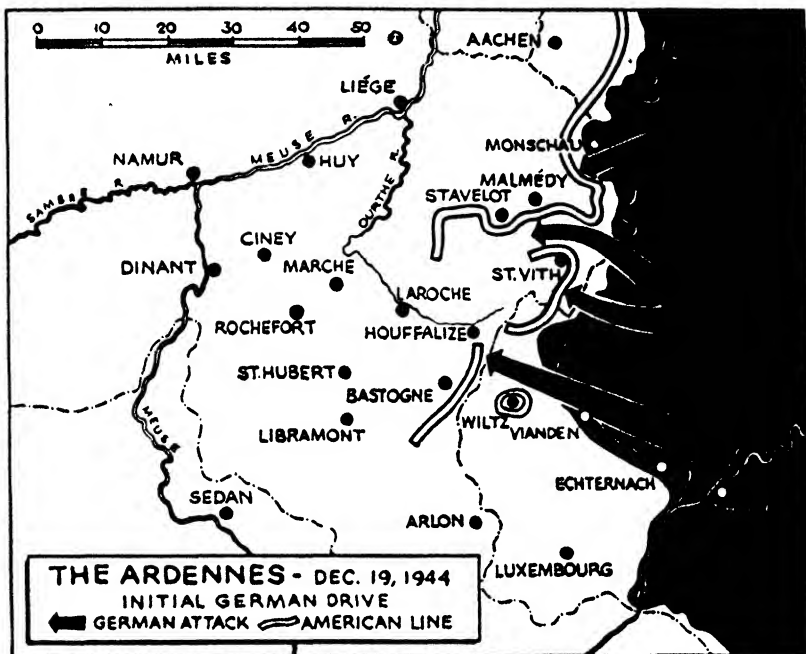 0 10 20 30 40 50
MILES
AACHEN
LIÉGE
MEUSE R.
MONSCHAU
NAMUR
HUY
OURTHE R.
MALMÉDY
STAVELOT
SAMBRE R.
CINEY
DINANT
MARCHE
ST.VITH
LAROCHE
ROCHEFORT
HOUFFALIZE
ST.HUBERT
BASTOGNE
WILTZ
VIANDEN
MEUSE
LIBRAMONT
ECHTERNACH
SEDAN
ARLON
LUXEMBOURG
THE ARDENNES - DEC. 19, 1944
INITIAL GERMAN DRIVE
GERMAN ATTACK AMERICAN LINE